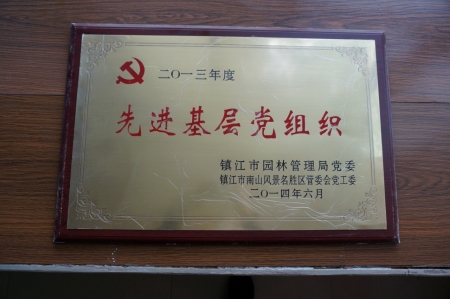 二〇一三年度
先进基层党组织
镇江市园林管理局党委
镇江市南山风景名胜区管委会党工委
二〇一四年六月